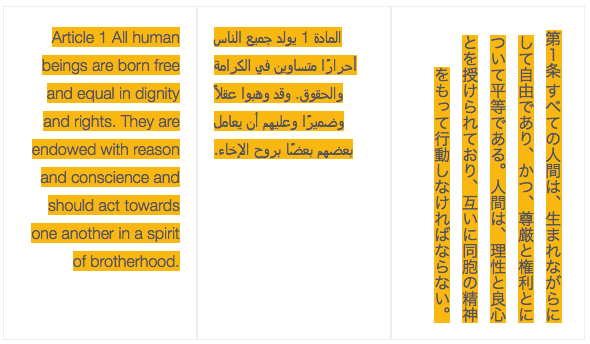 Article 1 All human
beings are born free
and equal in dignity
and rights. They are
endowed with reason
and conscience and
should act towards
one another in a spirit
of brotherhood.
المادة 1 يولد جميع الناس
أحرارًا متساوين في الكرامة
والحقوق. وقد وهبوا عقلاً
وضميرًا وعليهم أن يعامل
بعضهم بعضًا بروح الإخاء.
第1条 すべての人間は、生まれながらに
して自由であり、かつ、尊厳と権利とに
ついて平等である。人間は、理性と良心
とを授けられており、互いに同胞の精神
をもって行動しなければならない。